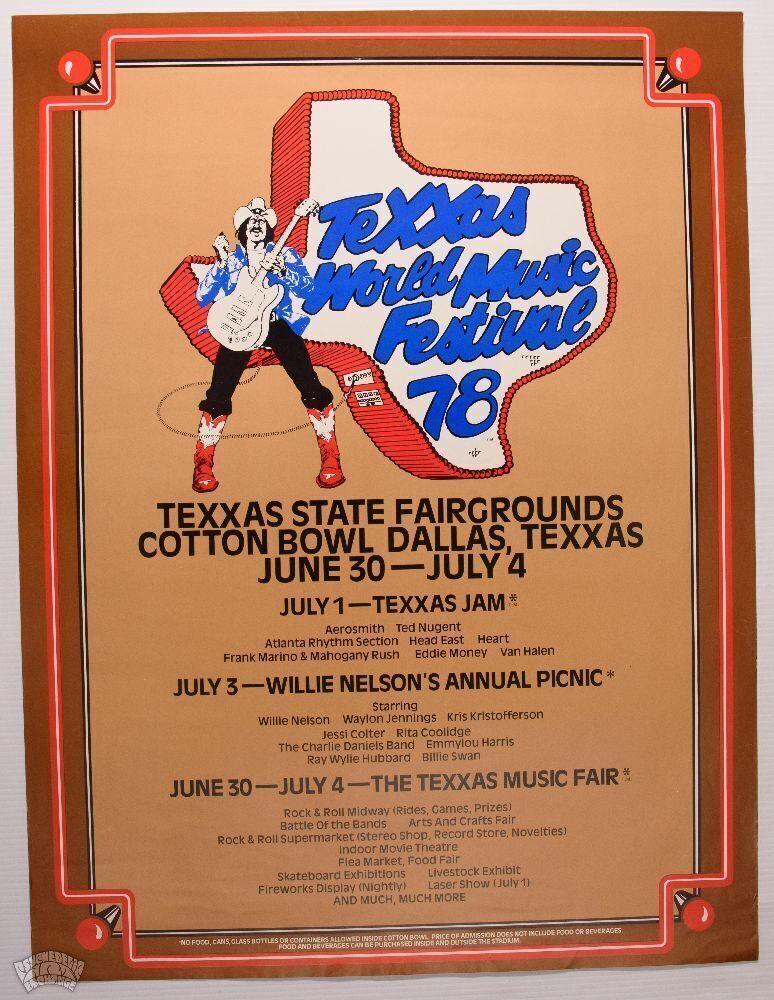 TeXXas
World Music
Festival
78
TEXXAS STATE FAIRGROUNDS
COTTON BOWL DALLAS, TEXXAS
JUNE 30—JULY 4
JULY 1—TEXXAS JAM*
Aerosmith Ted Nugent
Atlanta Rhythm Section Head East Heart
Frank Marino & Mahogany Rush Eddie Money Van Halen
JULY 3—WILLIE NELSON'S ANNUAL PICNIC*
Starring
Willie Nelson Waylon Jennings Kris Kristofferson
Jessi Colter Rita Coolidge
The Charlie Daniels Band Emmylou Harris
Ray Wylie Hubbard Billie Swan
JUNE 30—JULY 4—THE TEXXAS MUSIC FAIR*
Rock & Roll Midway (Rides, Games, Prizes)
Battle Of the Bands Arts And Crafts Fair
Rock & Roll Supermarket (Stereo Shop, Record Store, Novelties)
Indoor Movie Theatre
Flea Market, Food Fair
Skateboard Exhibitions Livestock Exhibit
Fireworks Display (Nightly) Laser Show (July 1)
AND MUCH, MUCH MORE
*NO FOOD, CANS, GLASS BOTTLES OR CONTAINERS ALLOWED INSIDE COTTON BOWL. PRICE OF ADMISSION DOES NOT INCLUDE FOOD OR BEVERAGES.
FOOD AND BEVERAGES CAN BE PURCHASED INSIDE AND OUTSIDE THE STADIUM.
PSYCHEDELIC
ART
EXCHANGE